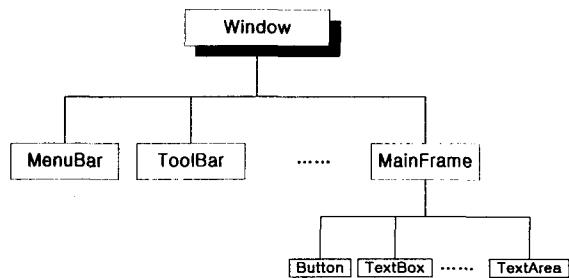 Window
MenuBar ToolBar ...... MainFrame
Button TextBox ...... TextArea